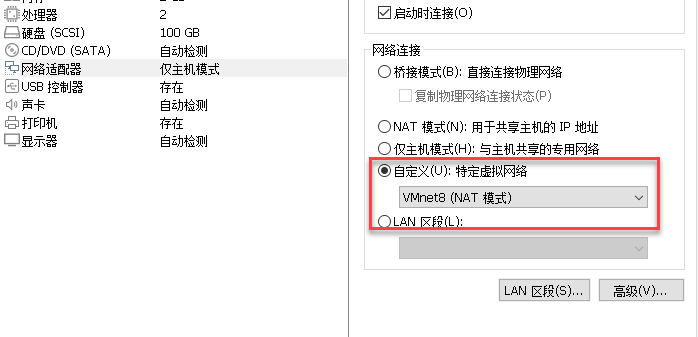 处理器 2
硬盘 (SCSI) 100 GB
CD/DVD (SATA) 自动检测
网络适配器 仅主机模式
USB 控制器 存在
声卡 自动检测
打印机 存在
显示器 自动检测
启动时连接(O)
网络连接
桥接模式(B): 直接连接物理网络
复制物理网络连接状态(P)
NAT 模式(N): 用于共享主机的 IP 地址
仅主机模式(H): 与主机共享的专用网络
自定义(U): 特定虚拟网络
VMnet8 (NAT 模式)
LAN 区段(L):
LAN 区段(S)... 高级(V)...